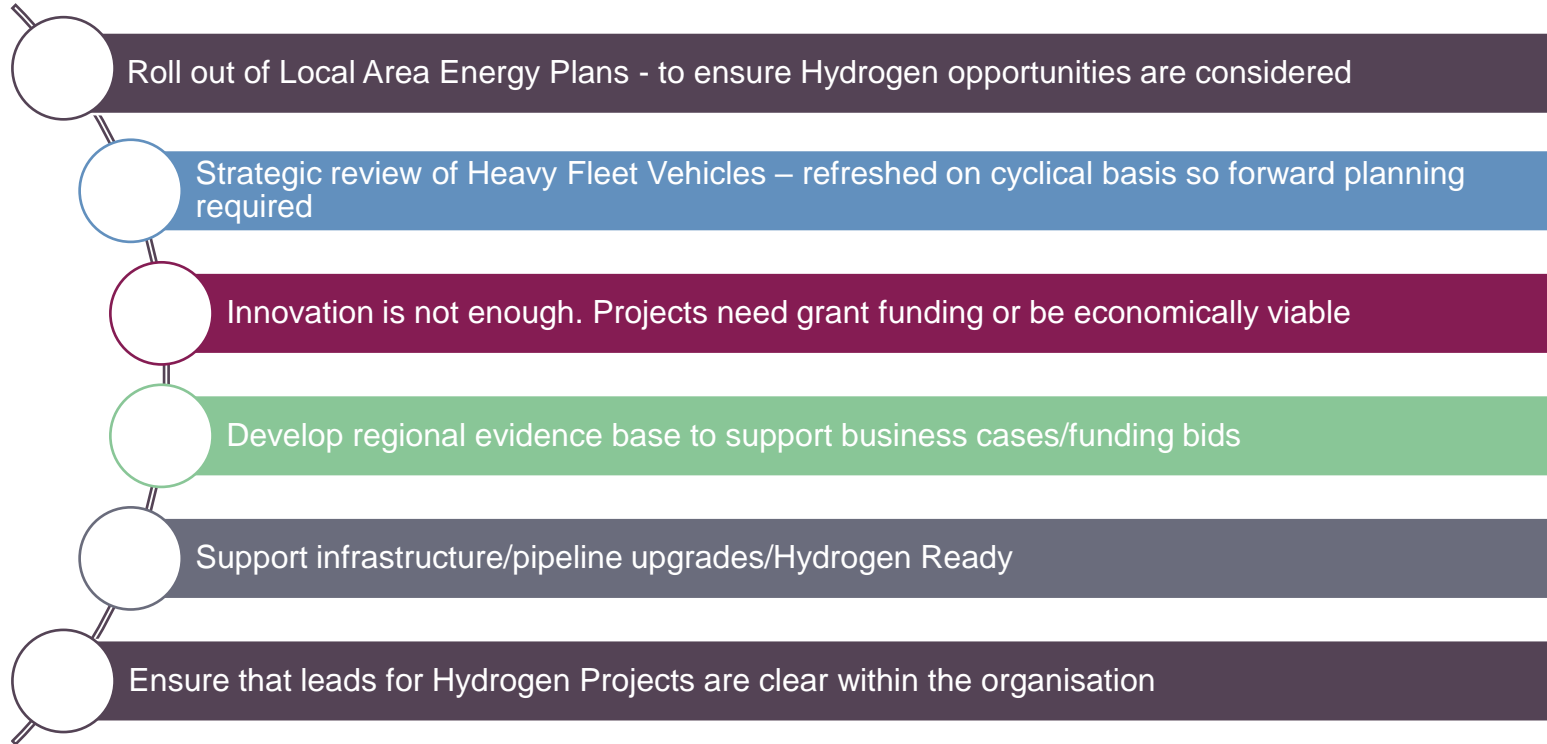 Roll out of Local Area Energy Plans - to ensure Hydrogen opportunities are considered
Strategic review of Heavy Fleet Vehicles – refreshed on cyclical basis so forward planning
required
Innovation is not enough. Projects need grant funding or be economically viable
Develop regional evidence base to support business cases/funding bids
Support infrastructure/pipeline upgrades/Hydrogen Ready
Ensure that leads for Hydrogen Projects are clear within the organisation